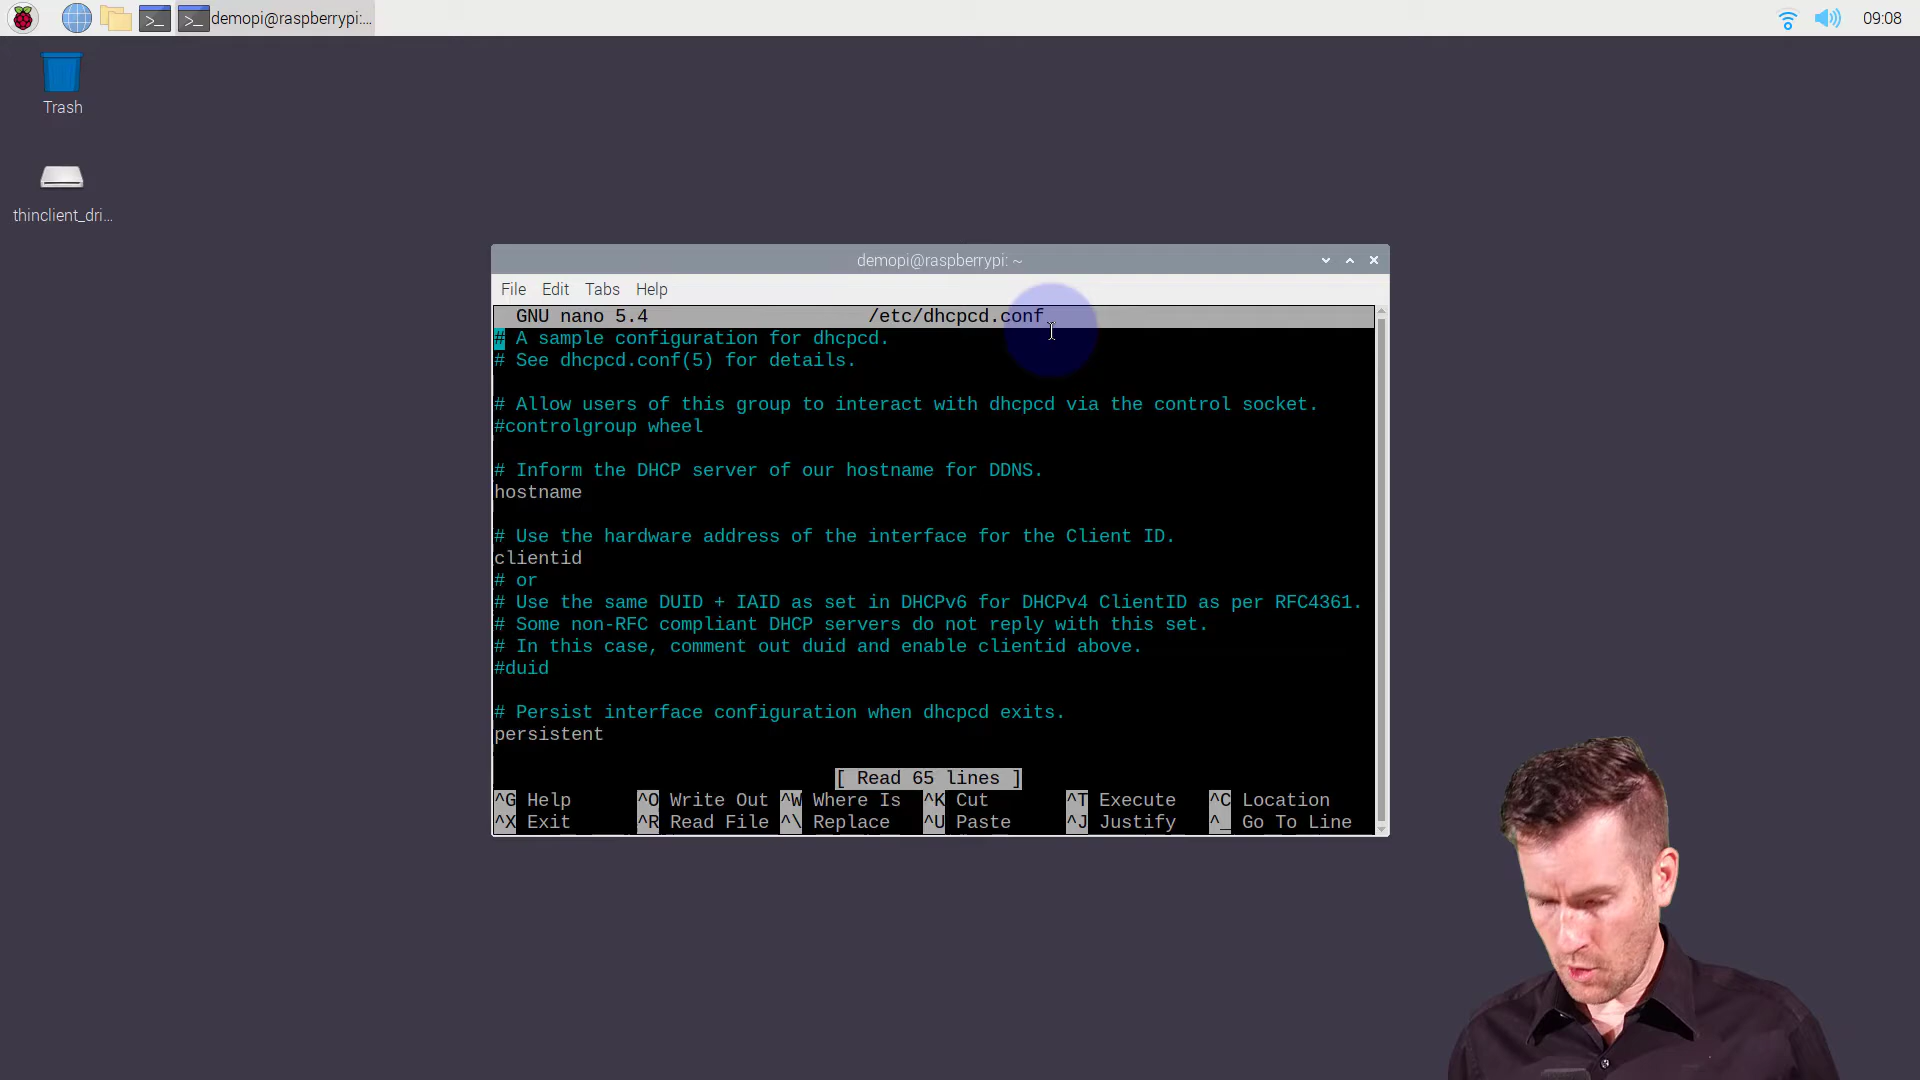 demopi@raspberrypi:...
09:08
Trash
thinclient_dri...
demopi@raspberrypi: ~
File Edit Tabs Help
GNU nano 5.4 /etc/dhcpcd.conf
# A sample configuration for dhcpcd.
# See dhcpcd.conf(5) for details.
# Allow users of this group to interact with dhcpcd via the control socket.
#controlgroup wheel
# Inform the DHCP server of our hostname for DDNS.
hostname
# Use the hardware address of the interface for the Client ID.
clientid
# or
# Use the same DUID + IAID as set in DHCPv6 for DHCPv4 ClientID as per RFC4361.
# Some non-RFC compliant DHCP servers do not reply with this set.
# In this case, comment out duid and enable clientid above.
#duid
# Persist interface configuration when dhcpcd exits.
persistent
[ Read 65 lines ]
^G Help ^O Write Out ^W Where Is ^K Cut ^T Execute ^C Location
^X Exit ^R Read File ^\ Replace ^U Paste ^J Justify ^_ Go To Line